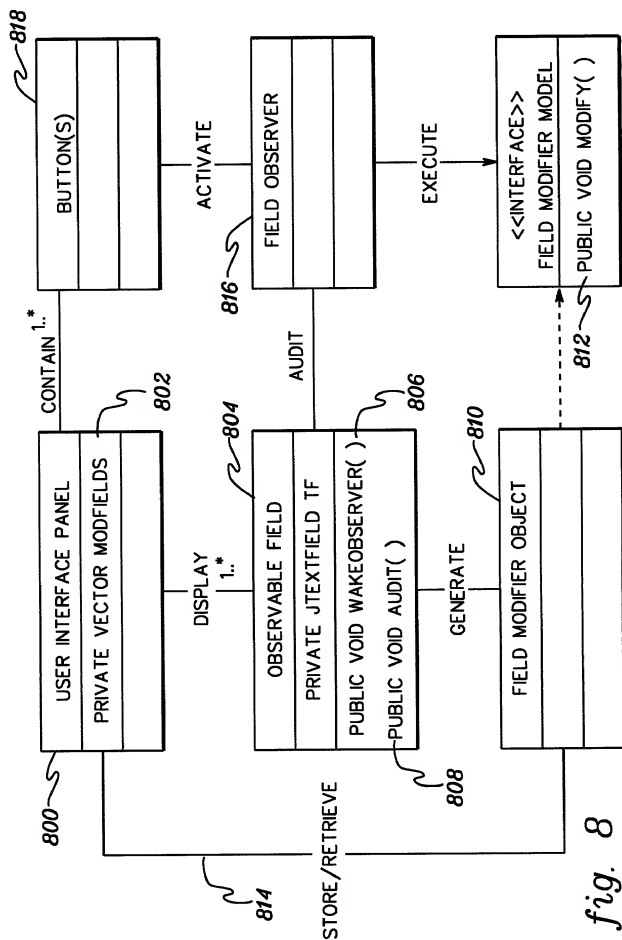 800
USER INTERFACE PANEL
PRIVATE VECTOR MODFIELDS
802
CONTAIN
1..*
818
BUTTON(S)
DISPLAY
1..*
ACTIVATE
804
OBSERVABLE FIELD
PRIVATE JTEXTFIELD TF
PUBLIC VOID WAKEOBSERVER( )
PUBLIC VOID AUDIT( )
806
808
AUDIT
816
FIELD OBSERVER
814
STORE/RETRIEVE
GENERATE
EXECUTE
810
FIELD MODIFIER OBJECT
<<INTERFACE>>
FIELD MODIFIER MODEL
PUBLIC VOID MODIFY( )
812
fig. 8